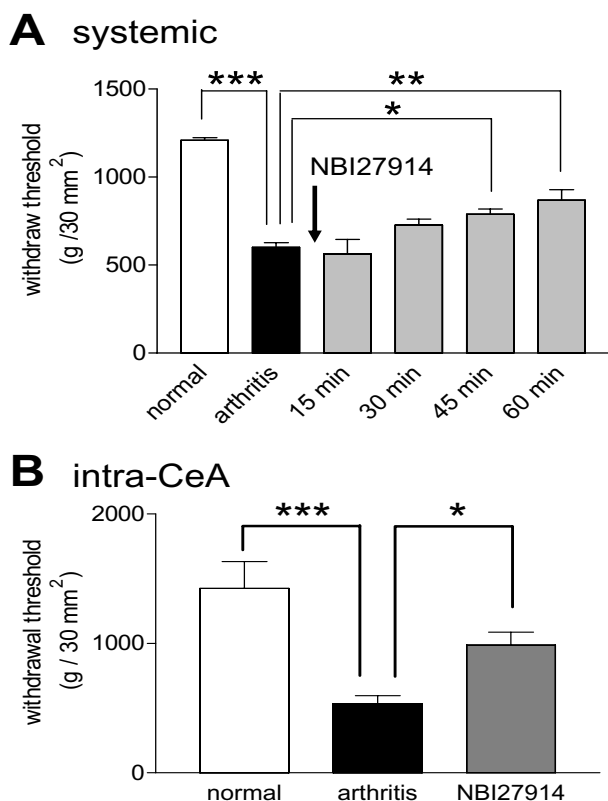 A systemic
*** **
*
NBI27914
withdraw threshold
(g /30 mm²)
1500
1000
500
0
normal
arthritis
15 min
30 min
45 min
60 min
B intra-CeA
*** *
withdrawal threshold
(g / 30 mm²)
2000
1000
0
normal arthritis NBI27914